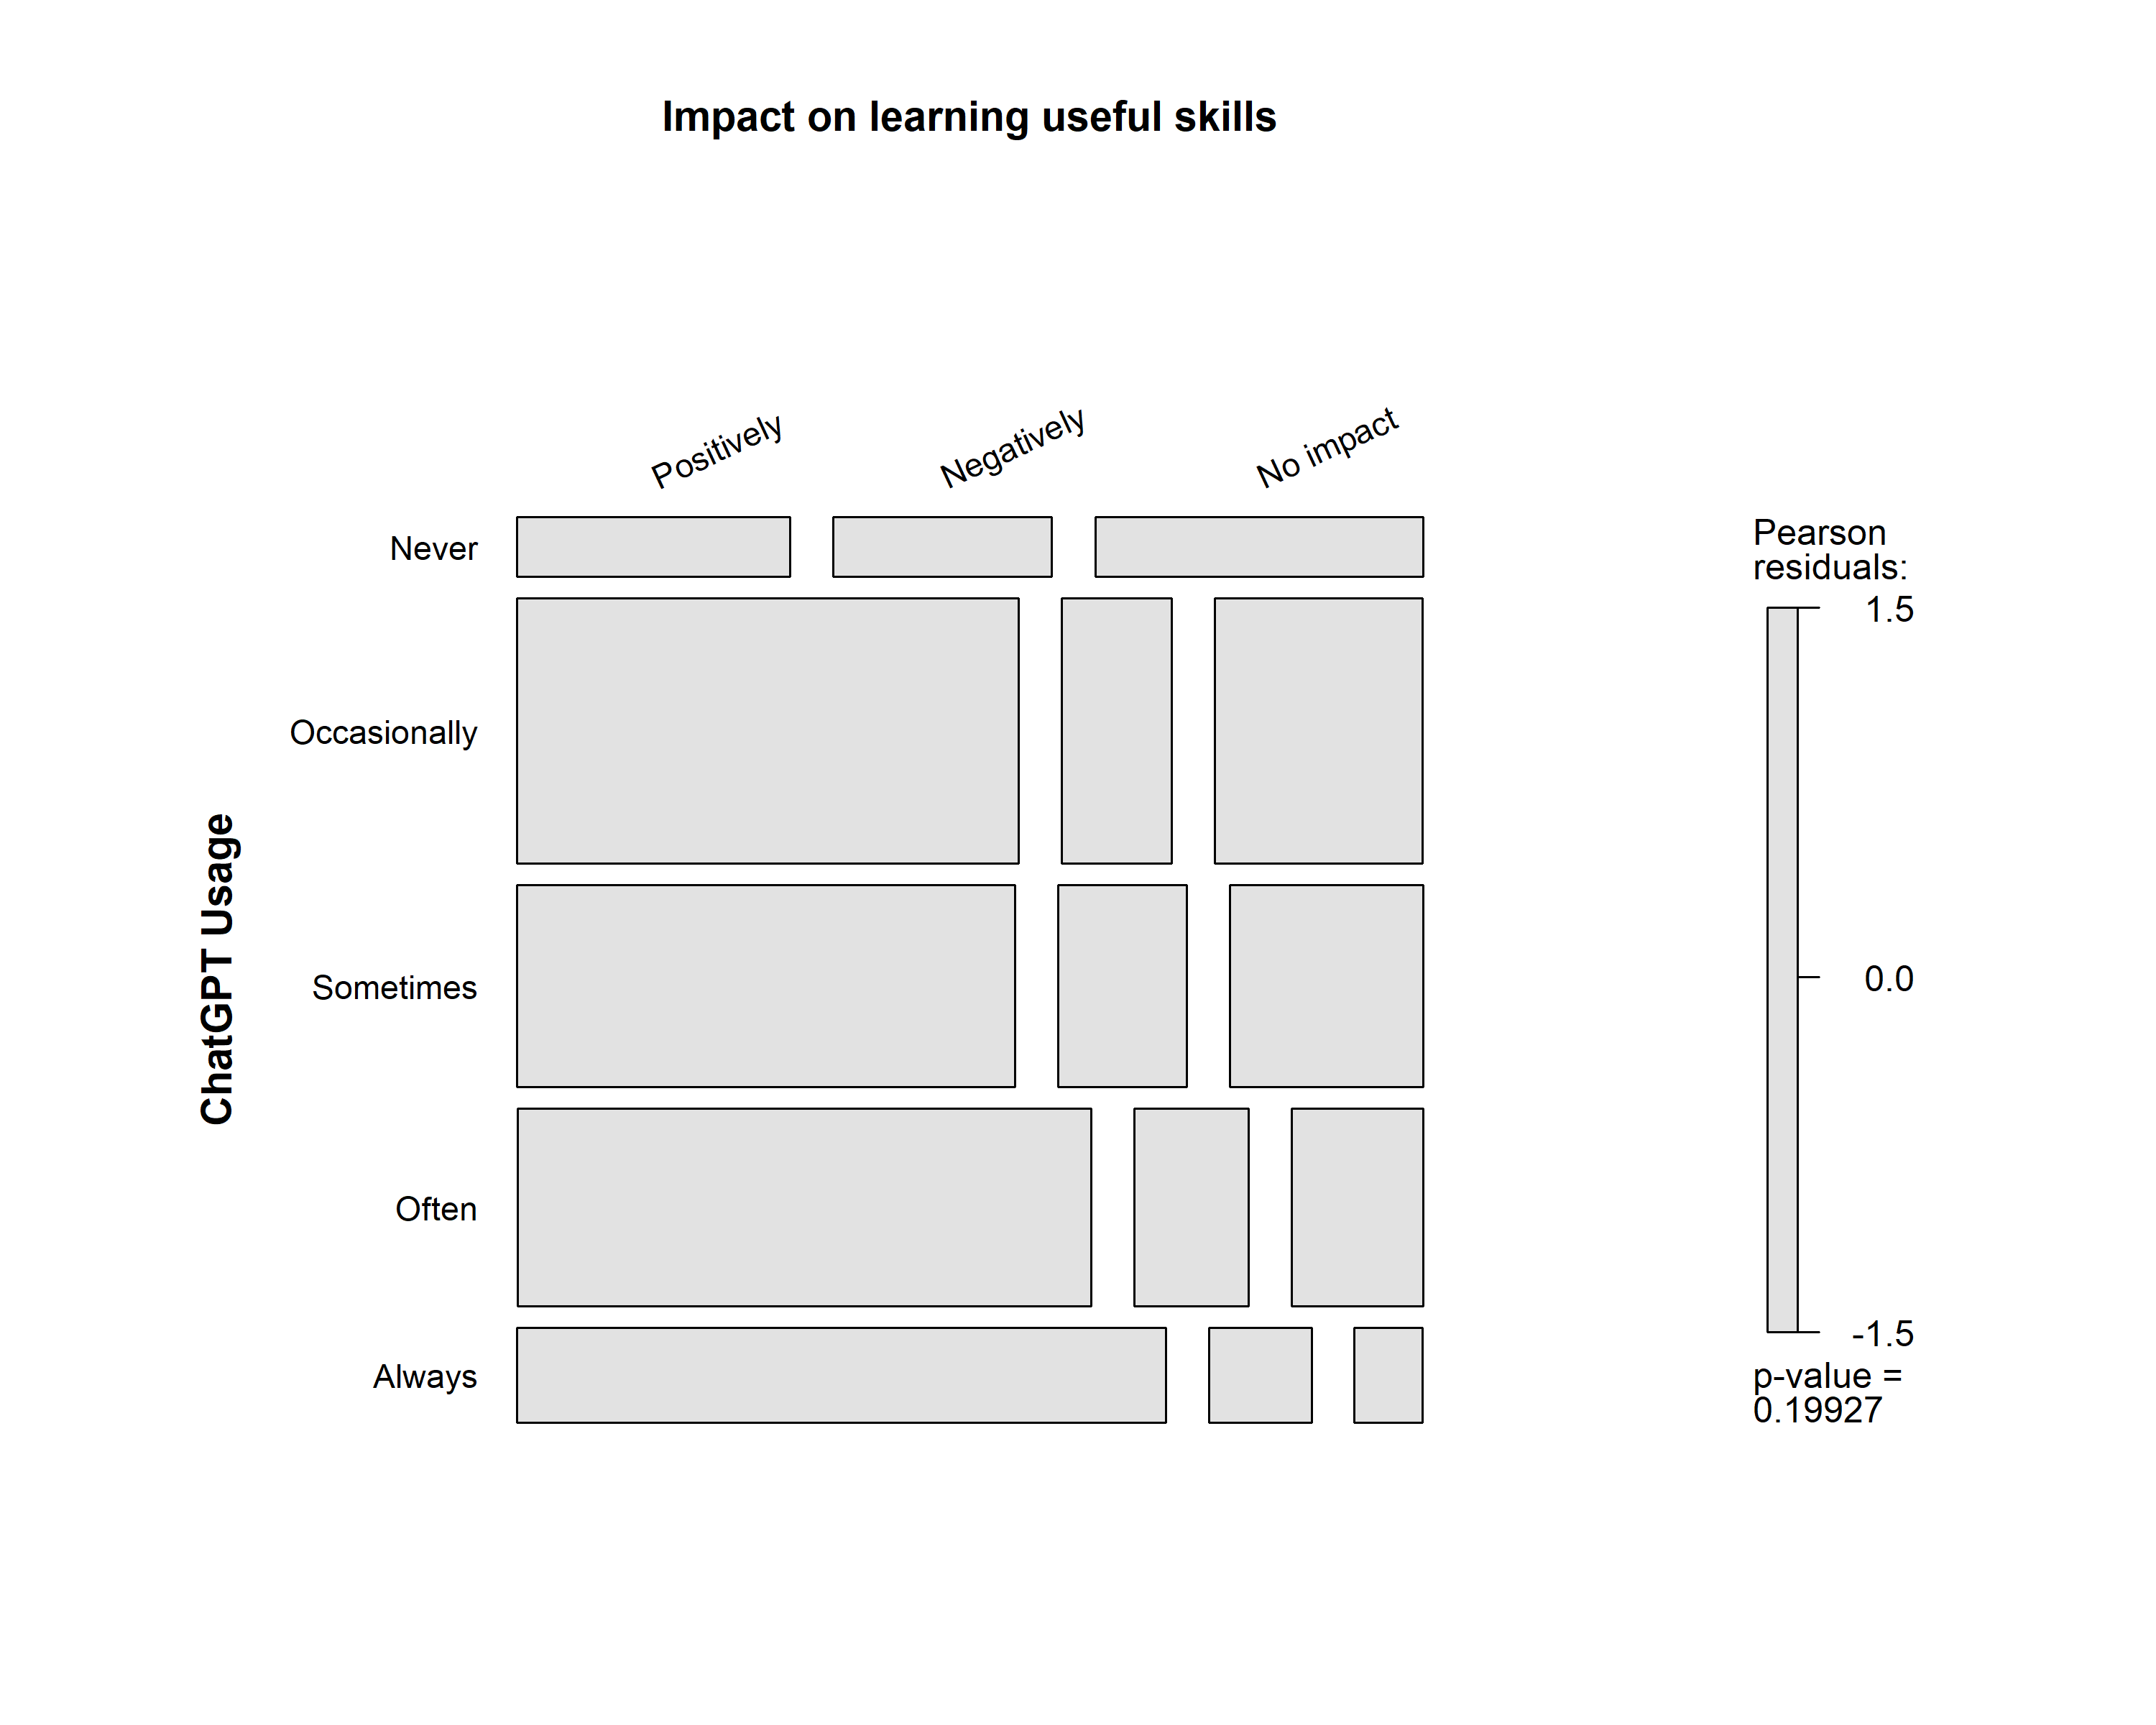 Impact on learning useful skills
Positively
Negatively
No impact
ChatGPT Usage
Never
Occasionally
Sometimes
Often
Always
Pearson
residuals:
1.5
0.0
-1.5
p-value =
0.19927